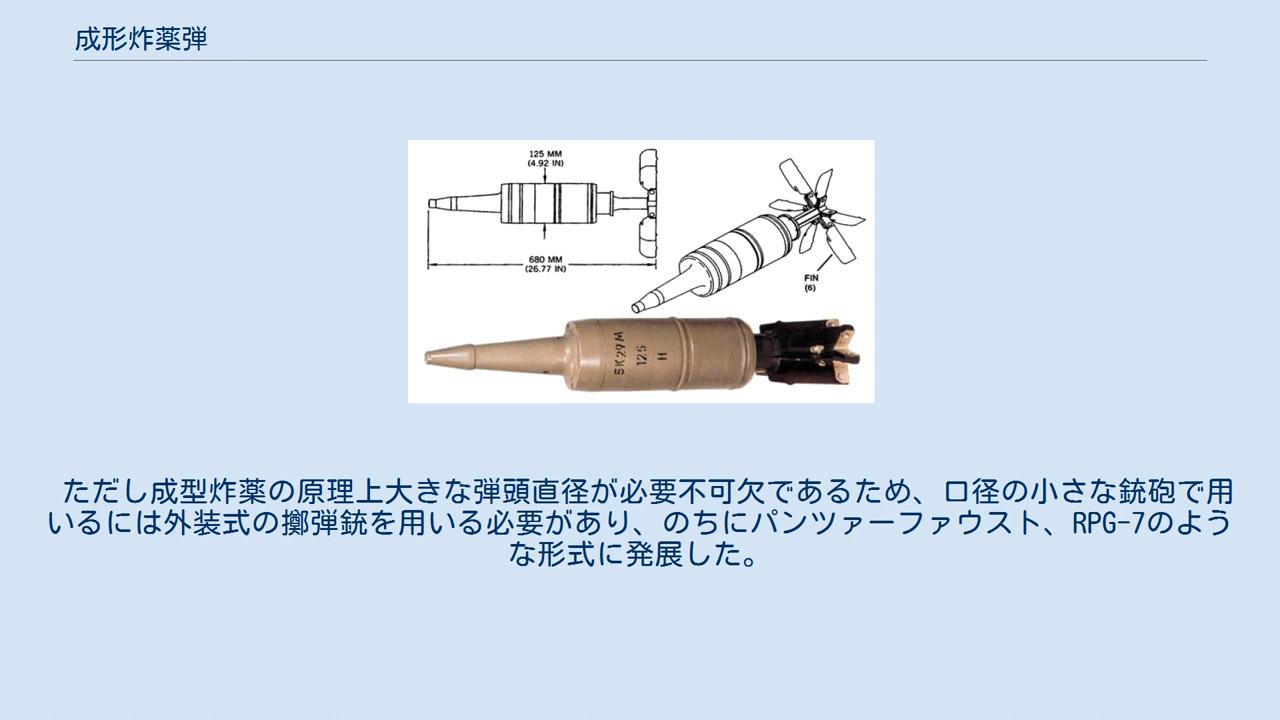 成形炸薬弾
125 MM
(4.92 IN)
680 MM
(26.77 IN)
FIN
(6)
БК29М
125
Н
ただし成型炸薬の原理上大きな弾頭直径が必要不可欠であるため、口径の小さな銃砲で用
いるには外装式の擲弾銃を用いる必要があり、のちにパンツァーファウスト、RPG-7のよう
な形式に発展した。